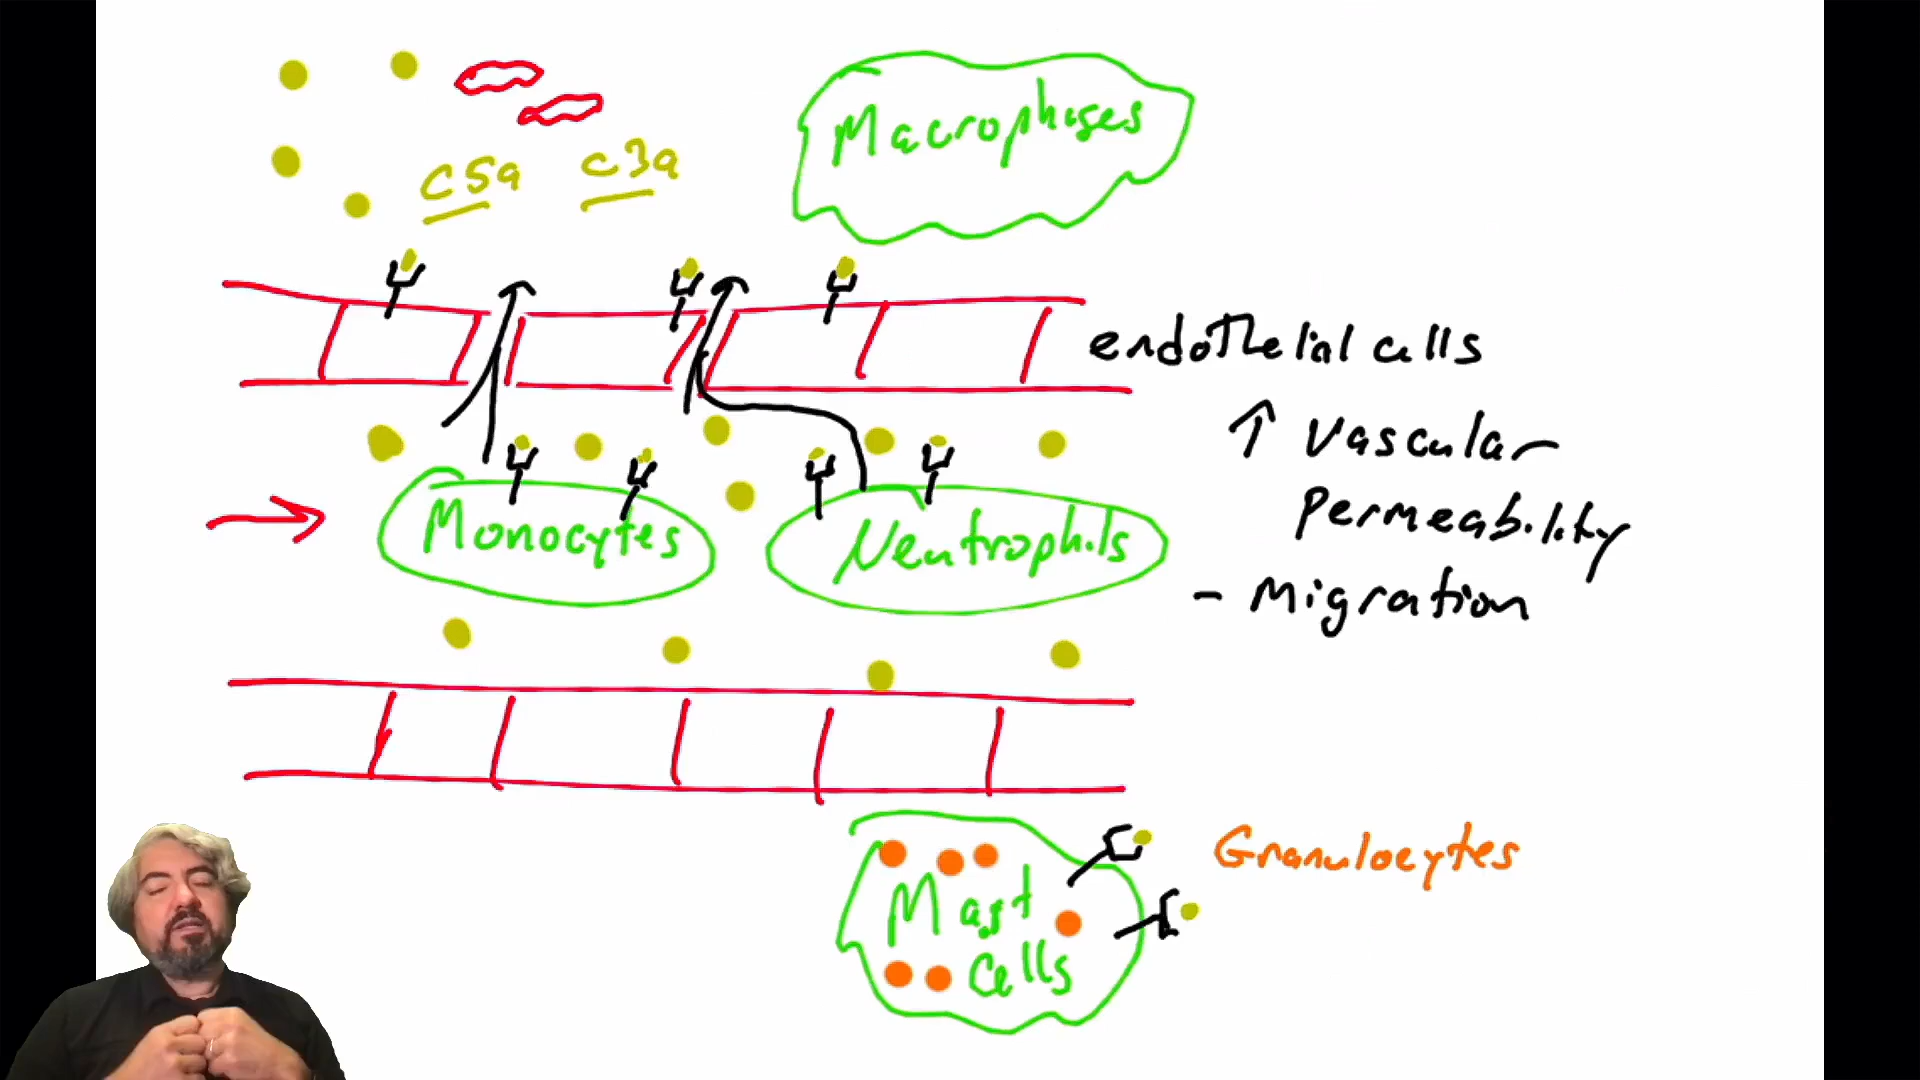 Macrophages
C5a C3a
endothelial cells
↑ Vascular
Permeability
- Migration
Monocytes
Neutrophils
Granulocytes
Mast
Cells